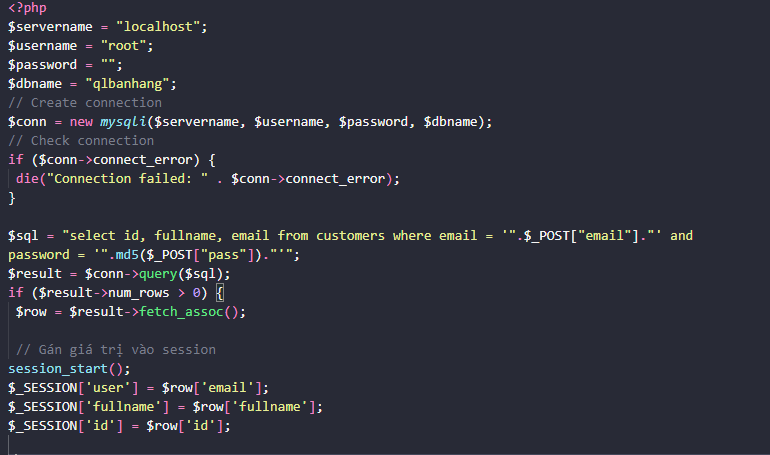 <?php
$servername = "localhost";
$username = "root";
$password = "";
$dbname = "qlbanhang";
// Create connection
$conn = new mysqli($servername, $username, $password, $dbname);
// Check connection
if ($conn->connect_error) {
die("Connection failed: " . $conn->connect_error);
}
$sql = "select id, fullname, email from customers where email = '".$_POST["email"]."' and
password = '".md5($_POST["pass"])."'";
$result = $conn->query($sql);
if ($result->num_rows > 0) {
$row = $result->fetch_assoc();
// Gán giá trị vào session
session_start();
$_SESSION['user'] = $row['email'];
$_SESSION['fullname'] = $row['fullname'];
$_SESSION['id'] = $row['id'];